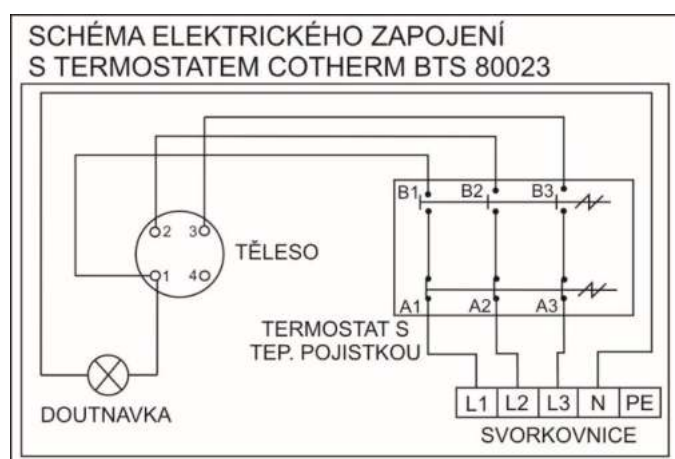 SCHÉMA ELEKTRICKÉHO ZAPOJENÍ
S TERMOSTATEM COTHERM BTS 80023
B1 B2 B3
2 3
TĚLESO
1 4
A1 A2 A3
TERMOSTAT S
TEP. POJISTKOU
L1 L2 L3 N PE
DOUTNAVKA
SVORKOVNICE